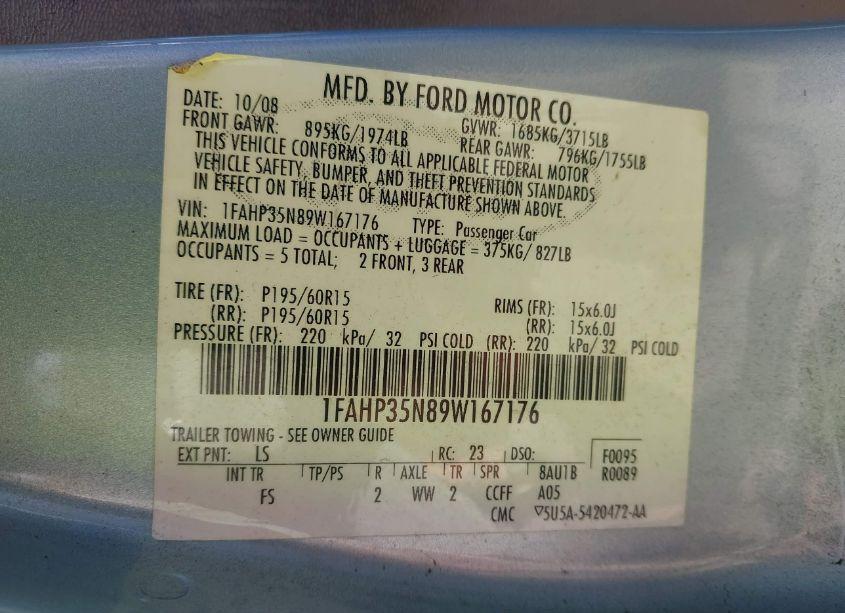 MFD. BY FORD MOTOR CO.
DATE: 10/08 GVWR: 1685KG/3715LB
FRONT GAWR: 895KG/1974LB REAR GAWR: 796KG/1755LB
THIS VEHICLE CONFORMS TO ALL APPLICABLE FEDERAL MOTOR
VEHICLE SAFETY, BUMPER, AND THEFT PREVENTION STANDARDS
IN EFFECT ON THE DATE OF MANUFACTURE SHOWN ABOVE.
VIN: 1FAHP35N89W167176 TYPE: Passenger Car
MAXIMUM LOAD = OCCUPANTS + LUGGAGE = 375KG/ 827LB
OCCUPANTS = 5 TOTAL; 2 FRONT, 3 REAR
TIRE (FR): P195/60R15 RIMS (FR): 15x6.0J
(RR): P195/60R15 (RR): 15x6.0J
PRESSURE (FR): 220 kPa/ 32 PSI COLD (RR): 220 kPa/ 32 PSI COLD
1FAHP35N89W167176
TRAILER TOWING - SEE OWNER GUIDE
EXT PNT: LS RC: 23 DSO: F0095
INT TR TP/PS R AXLE TR SPR 8AU1B R0089
FS 2 WW 2 CCFF A05
CMC ▽5U5A-5420472-AA